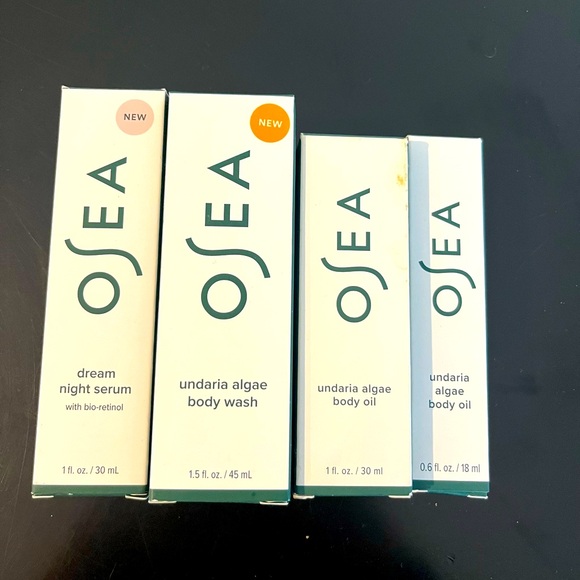 NEW
OSEA
dream
night serum
with bio-retinol
1 fl. oz. / 30 mL
NEW
OSEA
undaria algae
body wash
1.5 fl. oz. / 45 mL
OSEA
undaria algae
body oil
1 fl. oz. / 30 ml
OSEA
undaria
algae
body oil
0.6 fl. oz. / 18 ml